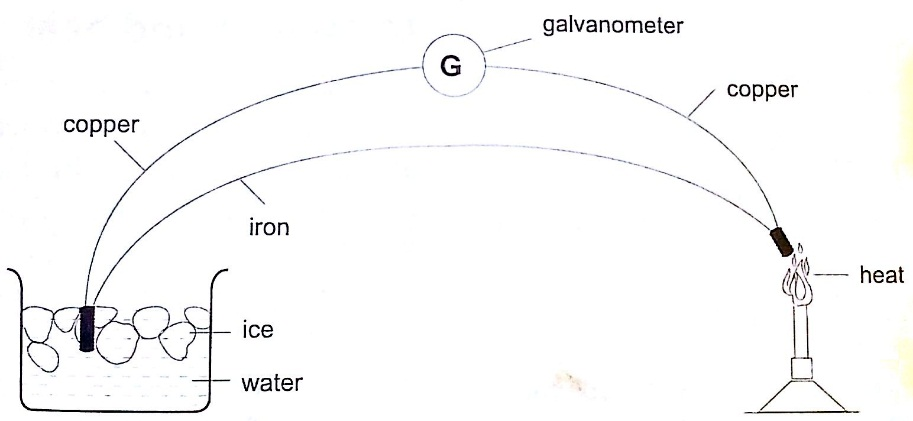 galvanometer
G
copper
copper
iron
heat
ice
water